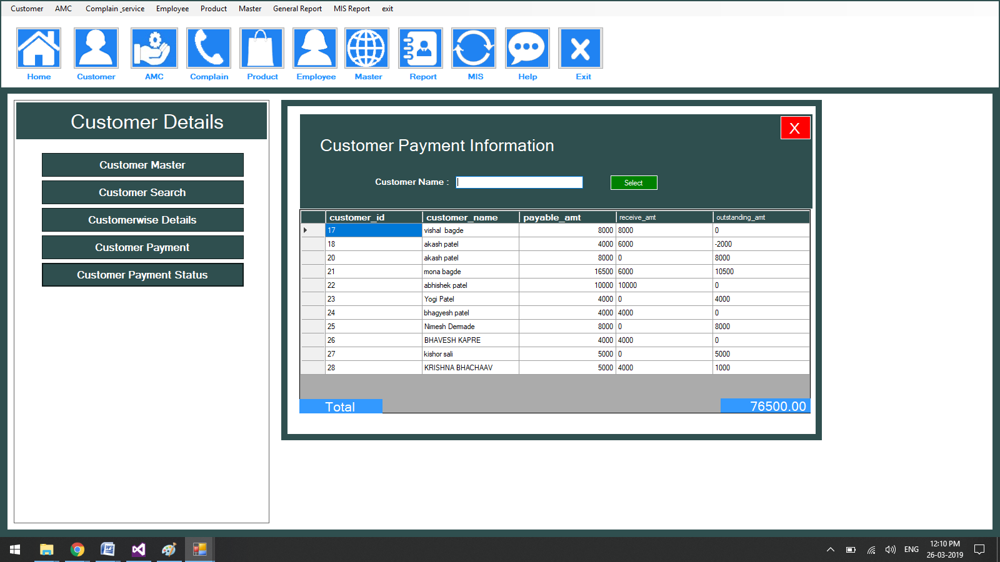 Customer AMC Complain_service Employee Product Master General Report MIS Report exit
Home Customer AMC Complain Product Employee Master Report MIS Help Exit
Customer Details
Customer Master
Customer Search
Customerwise Details
Customer Payment
Customer Payment Status
X
Customer Payment Information
Customer Name : Select
customer_id customer_name payable_amt receive_amt outstanding_amt
17 vishal bagde 8000 8000 0
18 akash patel 4000 6000 -2000
20 akash patel 8000 0 8000
21 mona bagde 16500 6000 10500
22 abhishek patel 10000 10000 0
23 Yogi Patel 4000 0 4000
24 bhagyesh patel 4000 4000 0
25 Nimesh Dermade 8000 0 8000
26 BHAVESH KAPRE 4000 4000 0
27 kishor sali 5000 0 5000
28 KRISHNA BHACHAAV 5000 4000 1000
Total 76500.00
ENG 12:10 PM
26-03-2019